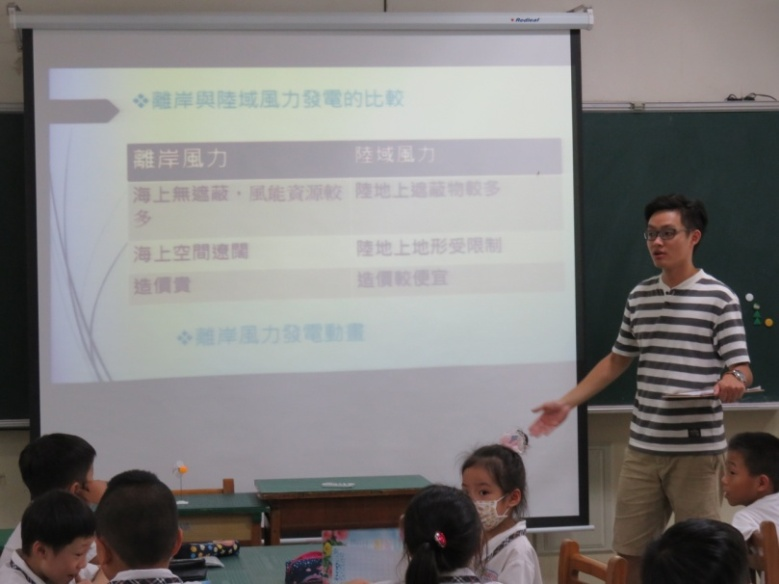 Redleaf
❖離岸與陸域風力發電的比較
離岸風力 陸域風力
海上無遮蔽，風能資源較多 陸地上遮蔽物較多
海上空間遼闊 陸地上地形受限制
造價貴 造價較便宜
❖離岸風力發電動畫